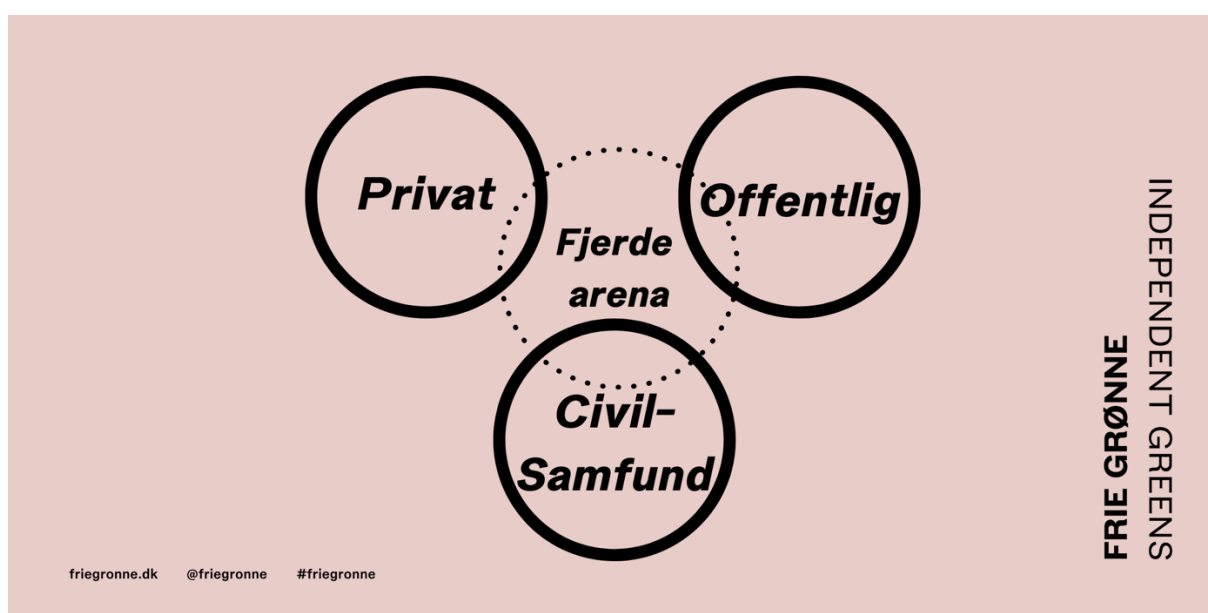 Privat
Offentlig
Fjerde
arena
Civil-
Samfund
FRIE GRØNNE
INDEPENDENT GREENS
friegronne.dk @friegronne #friegronne